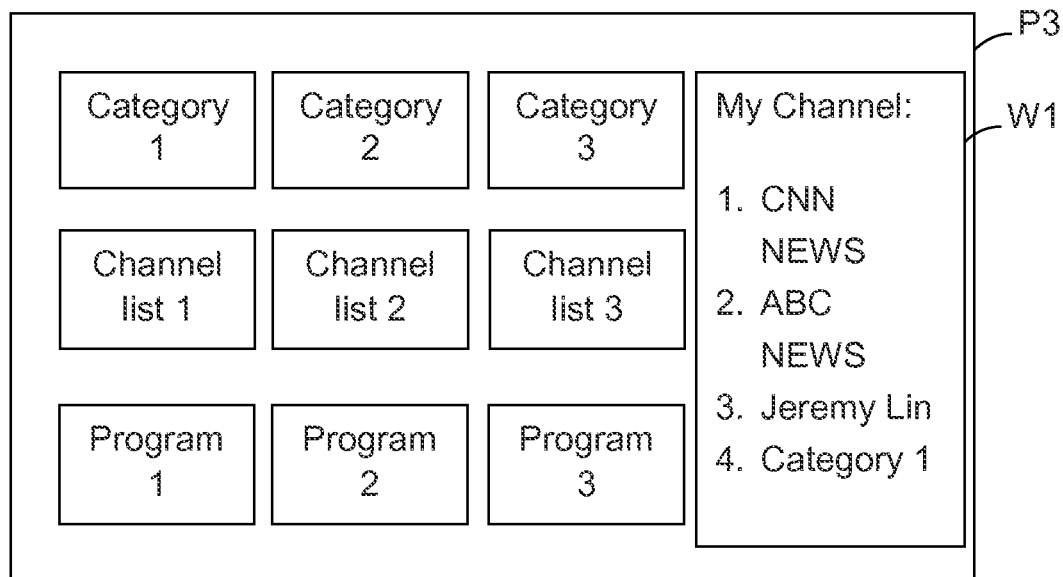 P3
Category
1
Category
2
Category
3
My Channel:
W1
1. CNN
NEWS
2. ABC
NEWS
3. Jeremy Lin
4. Category 1
Channel
list 1
Channel
list 2
Channel
list 3
Program
1
Program
2
Program
3